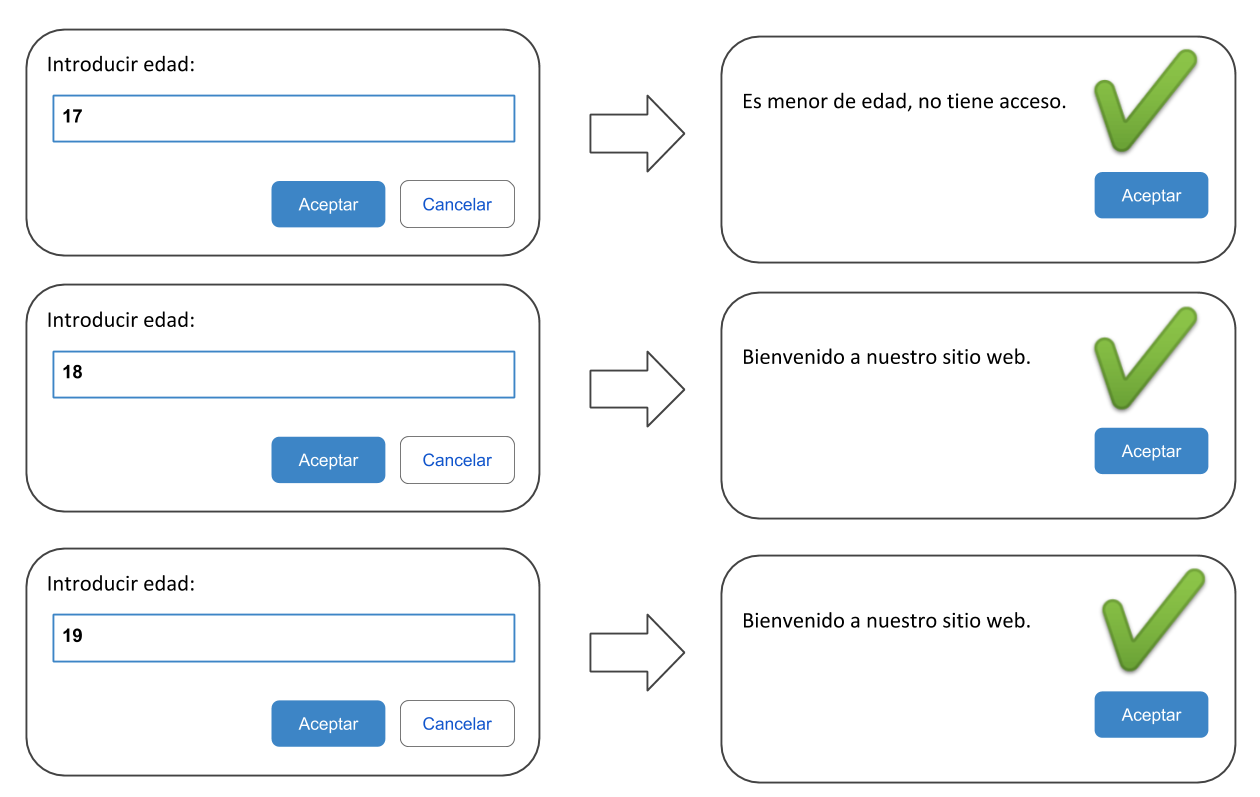 Introducir edad:
17
Aceptar
Cancelar
Es menor de edad, no tiene acceso.
Aceptar
Introducir edad:
18
Aceptar
Cancelar
Bienvenido a nuestro sitio web.
Aceptar
Introducir edad:
19
Aceptar
Cancelar
Bienvenido a nuestro sitio web.
Aceptar